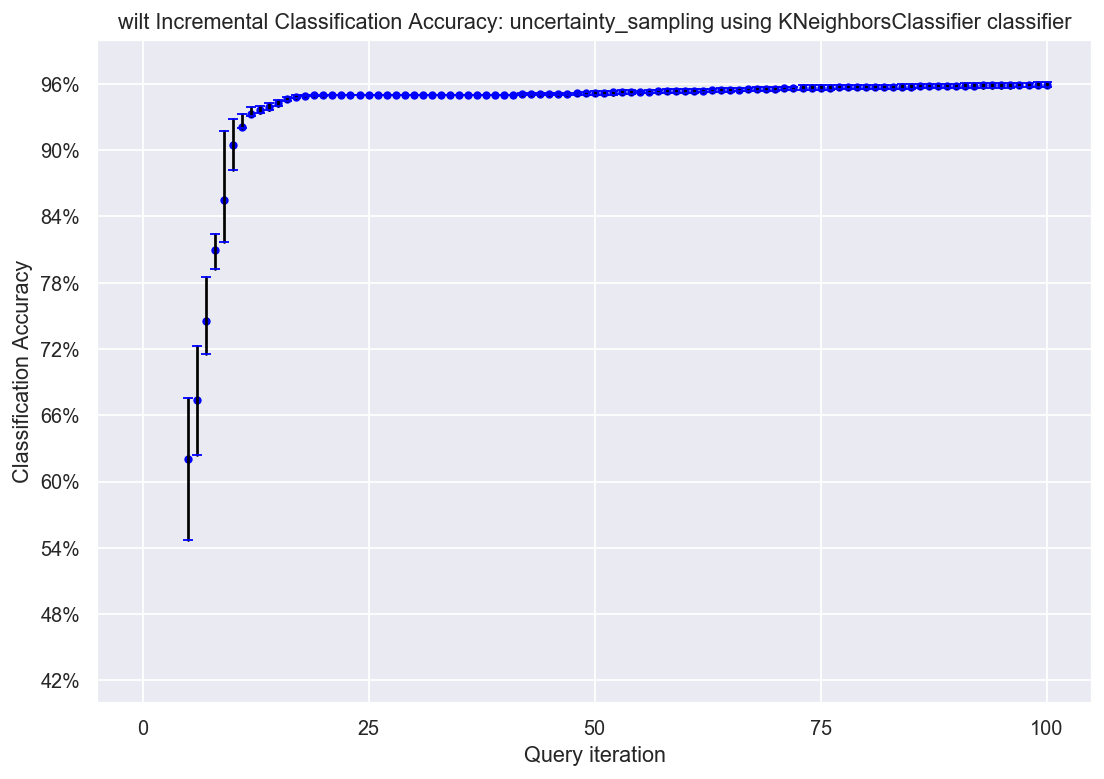 wilt Incremental Classification Accuracy: uncertainty_sampling using KNeighborsClassifier classifier
96%
90%
84%
78%
72%
66%
60%
54%
48%
42%
Classification Accuracy
0 25 50 75 100
Query iteration